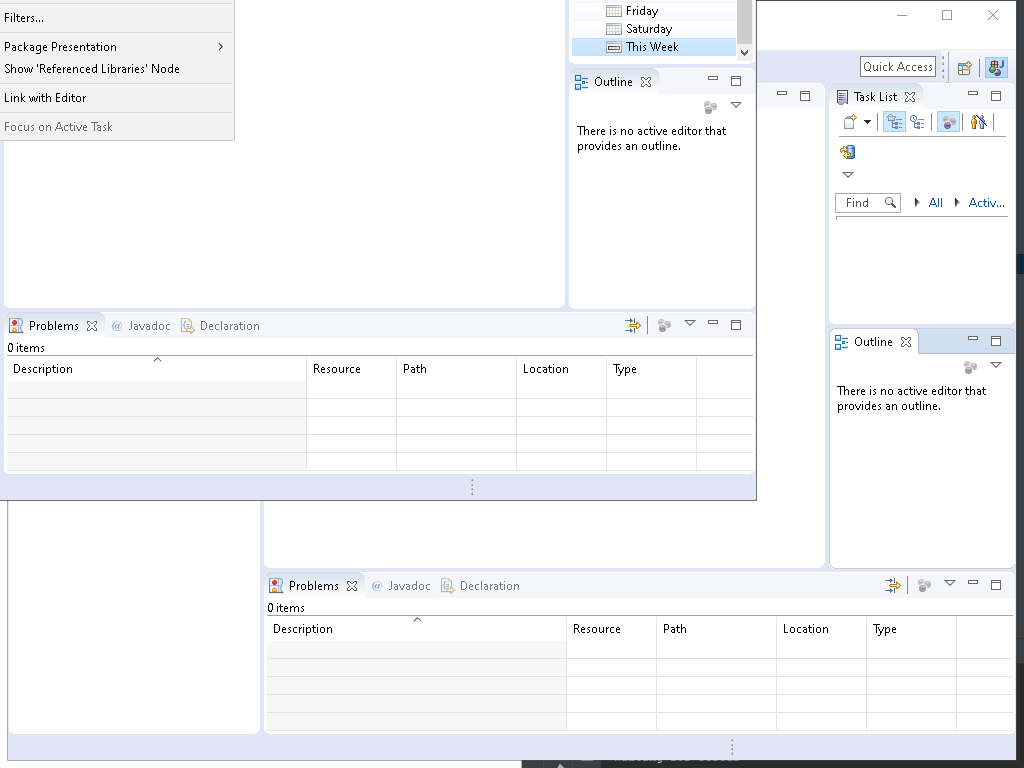 Filters...
Package Presentation
Show 'Referenced Libraries' Node
Link with Editor
Focus on Active Task
Friday
Saturday
This Week
Outline
There is no active editor that
provides an outline.
Quick Access
Task List
Find
All
Activ...
Problems
Javadoc
Declaration
0 items
Description
Resource
Path
Location
Type
Outline
There is no active editor that
provides an outline.
Problems
Javadoc
Declaration
0 items
Description
Resource
Path
Location
Type